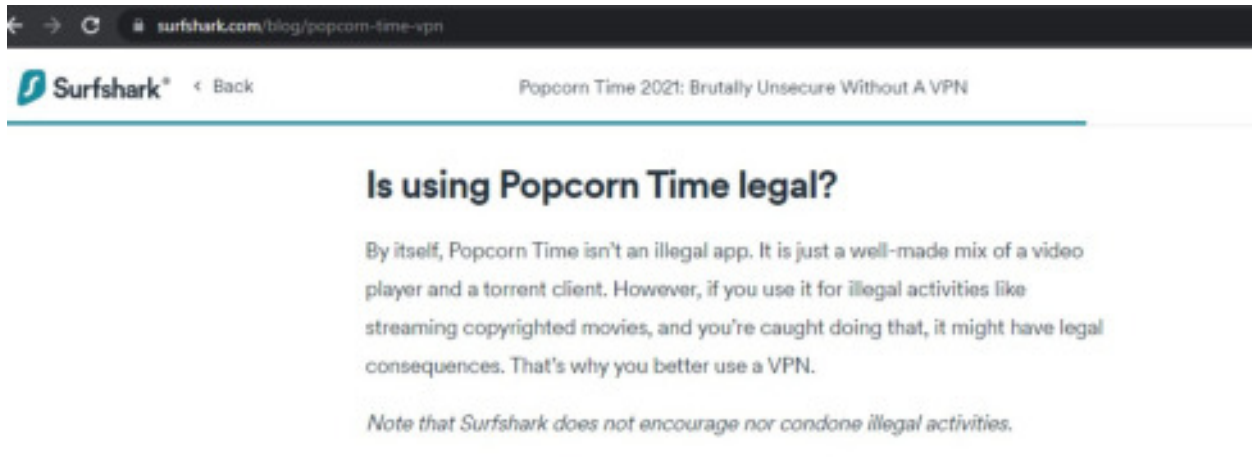 surfshark.com/blog/popcorn-time-vpn
Surfshark® < Back
Popcorn Time 2021: Brutally Unsecure Without A VPN
Is using Popcorn Time legal?
By itself, Popcorn Time isn't an illegal app. It is just a well-made mix of a video
player and a torrent client. However, if you use it for illegal activities like
streaming copyrighted movies, and you're caught doing that, it might have legal
consequences. That's why you better use a VPN.
Note that Surfshark does not encourage nor condone illegal activities.